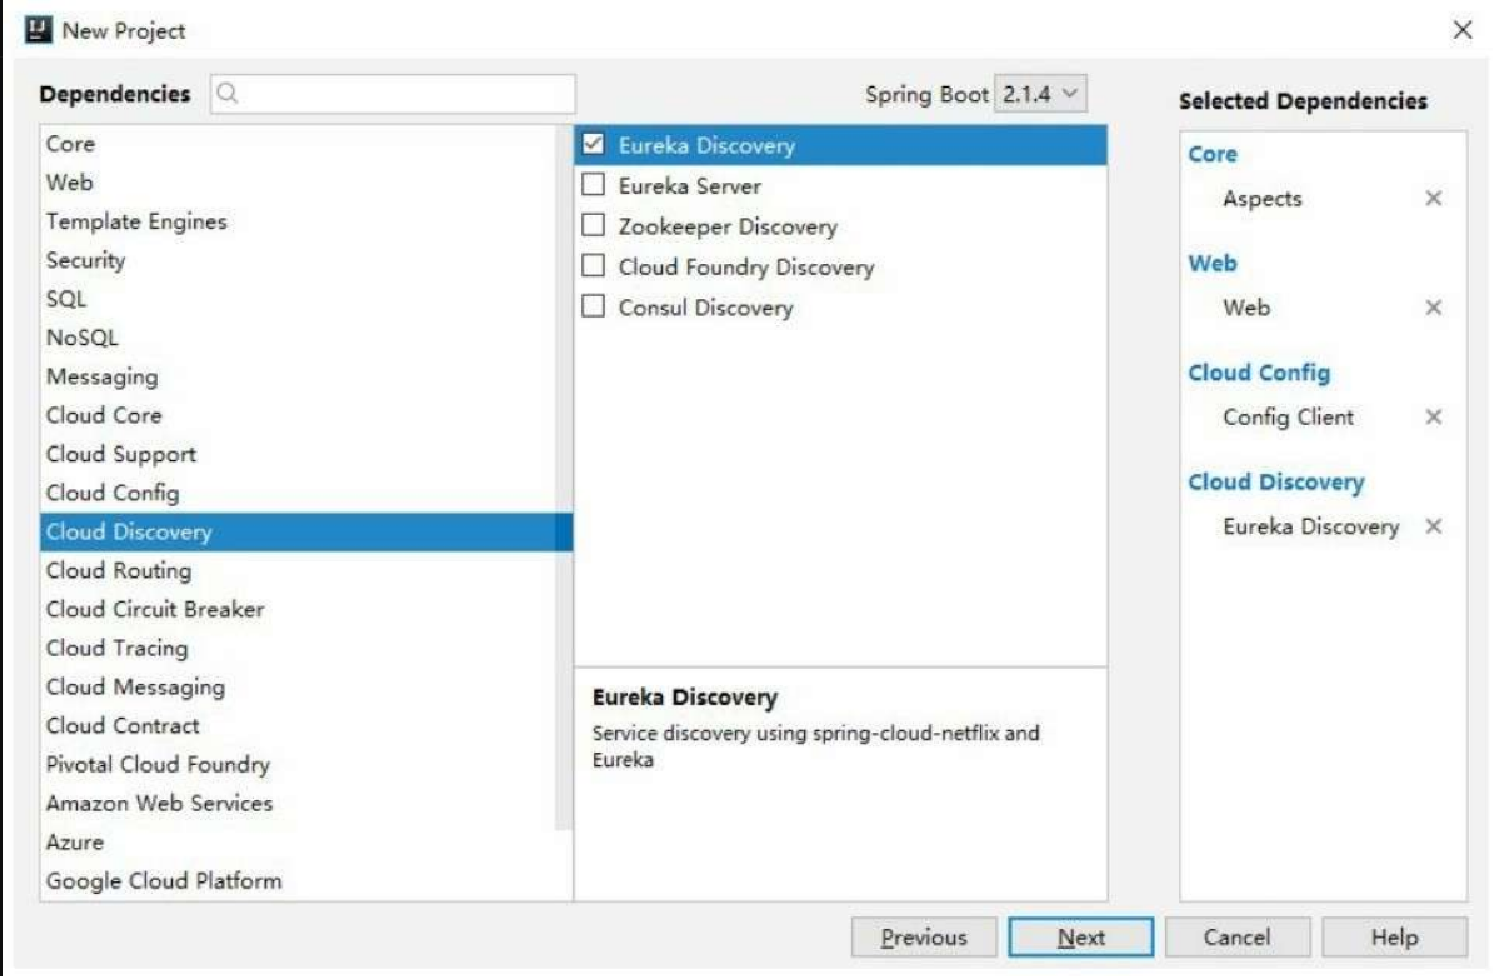 New Project
Dependencies
Spring Boot 2.1.4
Selected Dependencies
Core
Web
Template Engines
Security
SQL
NoSQL
Messaging
Cloud Core
Cloud Support
Cloud Config
Cloud Discovery
Cloud Routing
Cloud Circuit Breaker
Cloud Tracing
Cloud Messaging
Cloud Contract
Pivotal Cloud Foundry
Amazon Web Services
Azure
Google Cloud Platform
Eureka Discovery
Eureka Server
Zookeeper Discovery
Cloud Foundry Discovery
Consul Discovery
Eureka Discovery
Service discovery using spring-cloud-netflix and
Eureka
Core
Aspects
Web
Web
Cloud Config
Config Client
Cloud Discovery
Eureka Discovery
Previous
Next
Cancel
Help